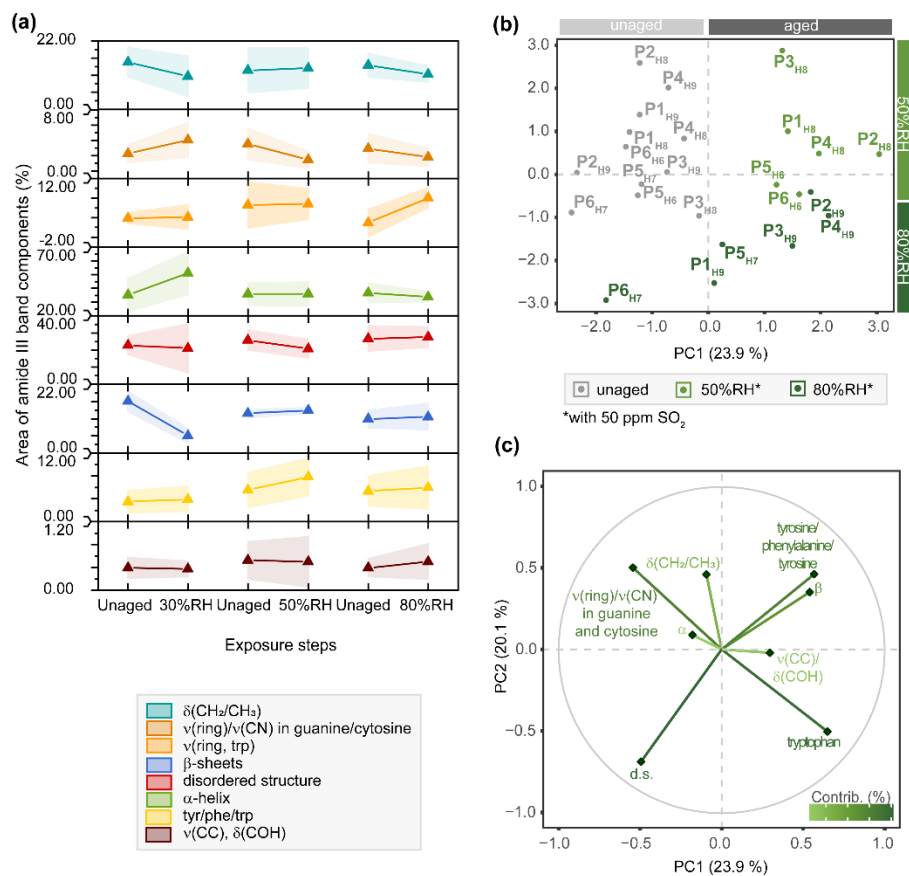 (a)
Area of amide III band components (%)
22.00
0.00
8.00
0.00
12.00
-2.00
70.00
20.00
40.00
0.00
22.00
0.00
12.00
0.00
1.20
0.00
Unaged 30%RH Unaged 50%RH Unaged 80%RH
Exposure steps
δ(CH₂/CH₃)
ν(ring)/ν(CN) in guanine/cytosine
ν(ring, trp)
β-sheets
disordered structure
α-helix
tyr/phe/trp
ν(CC), δ(COH)
(b)
unaged aged
3.0
2.0
1.0
0.0
−1.0
−2.0
−3.0
P2H8
P4H9
P1H9
P4H8
P1H8
P6H6
P3H9
P2H9
P5H7
P5H6
P6H7
P3H8
P3H8
P1H8
P4H8
P2H8
P5H6
P6H6
P2H9
P4H9
P3H9
P5H7
P1H9
P6H7
50%RH
80%RH
−2.0 −1.0 0.0 1.0 2.0 3.0
PC1 (23.9 %)
unaged 50%RH* 80%RH*
*with 50 ppm SO₂
(c)
PC2 (20.1 %)
1.0
0.5
0.0
−0.5
−1.0
tyrosine/
phenylalanine/
tyrosine
δ(CH₂/CH₃)
ν(ring)/ν(CN)
in guanine
and cytosine
β
α
ν(CC)/
δ(COH)
tryptophan
d.s.
Contrib. (%)
−1.0 −0.5 0.0 0.5 1.0
PC1 (23.9 %)